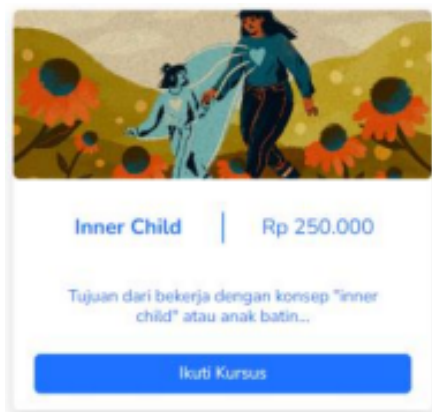 Inner Child | Rp 250.000
Tujuan dari bekerja dengan konsep "inner
child" atau anak batin...
Ikuti Kursus